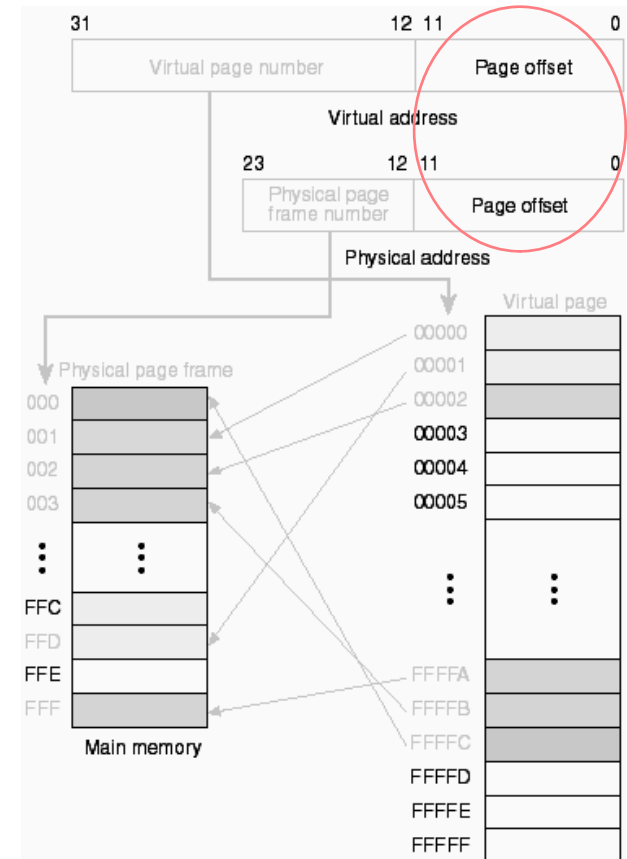 31 12 11 0
Virtual page number Page offset
Virtual address
23 12 11 0
Physical page
frame number
Page offset
Physical address
Virtual page
00000
00001
00002
00003
00004
00005
FFFFA
FFFFB
FFFFC
FFFFD
FFFFE
FFFFF
Physical page frame
000
001
002
003
FFC
FFD
FFE
FFF
Main memory